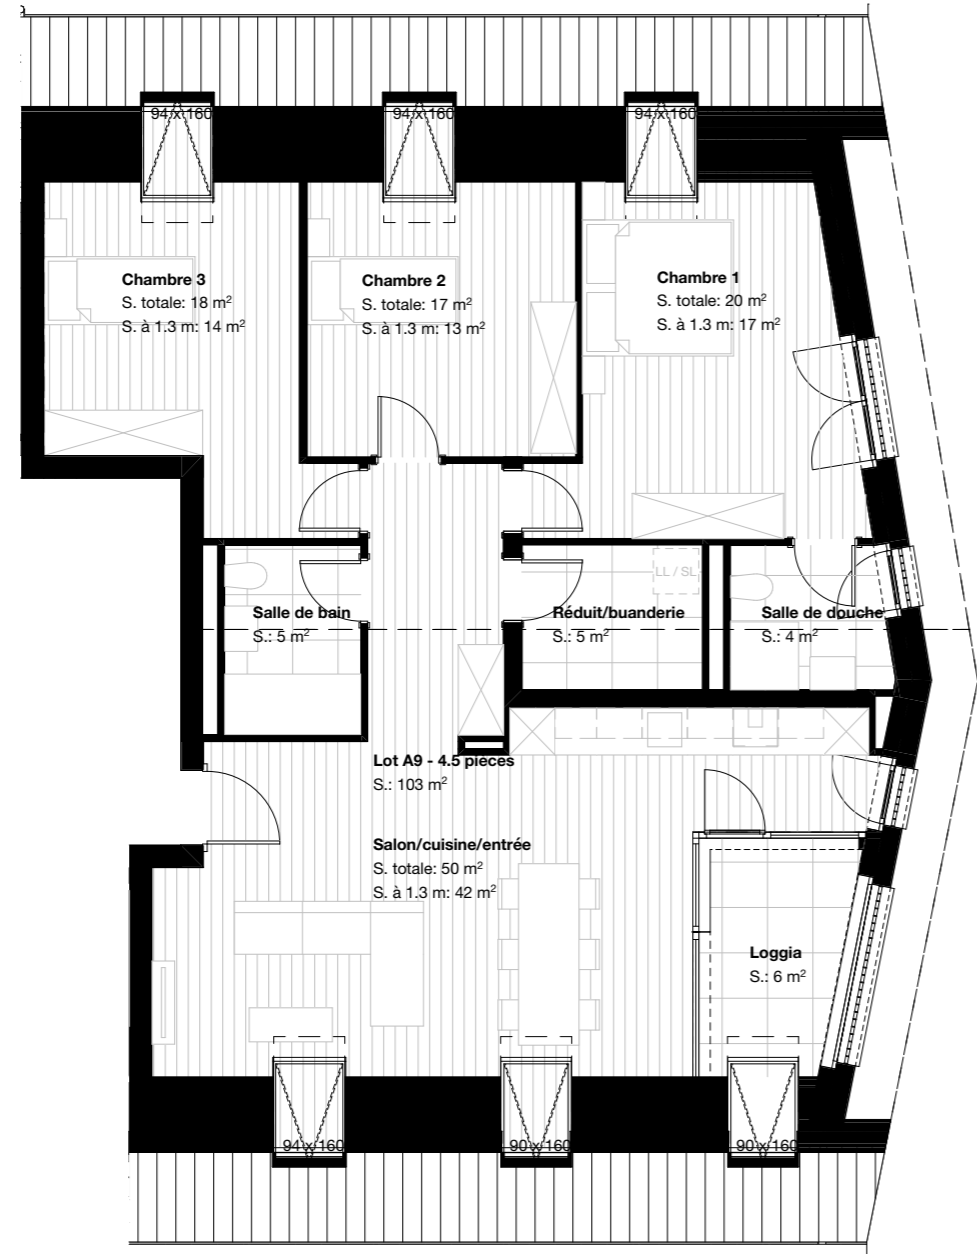 94 x 160
94 x 160
94 x 160
Chambre 3
S. totale: 18 m²
S. à 1.3 m: 14 m²
Chambre 2
S. totale: 17 m²
S. à 1.3 m: 13 m²
Chambre 1
S. totale: 20 m²
S. à 1.3 m: 17 m²
LL / SL
Salle de bain
S.: 5 m²
Réduit/buanderie
S.: 5 m²
Salle de douche
S.: 4 m²
Lot A9 - 4.5 pièces
S.: 103 m²
Salon/cuisine/entrée
S. totale: 50 m²
S. à 1.3 m: 42 m²
Loggia
S.: 6 m²
94 x 160
90 x 160
90 x 160